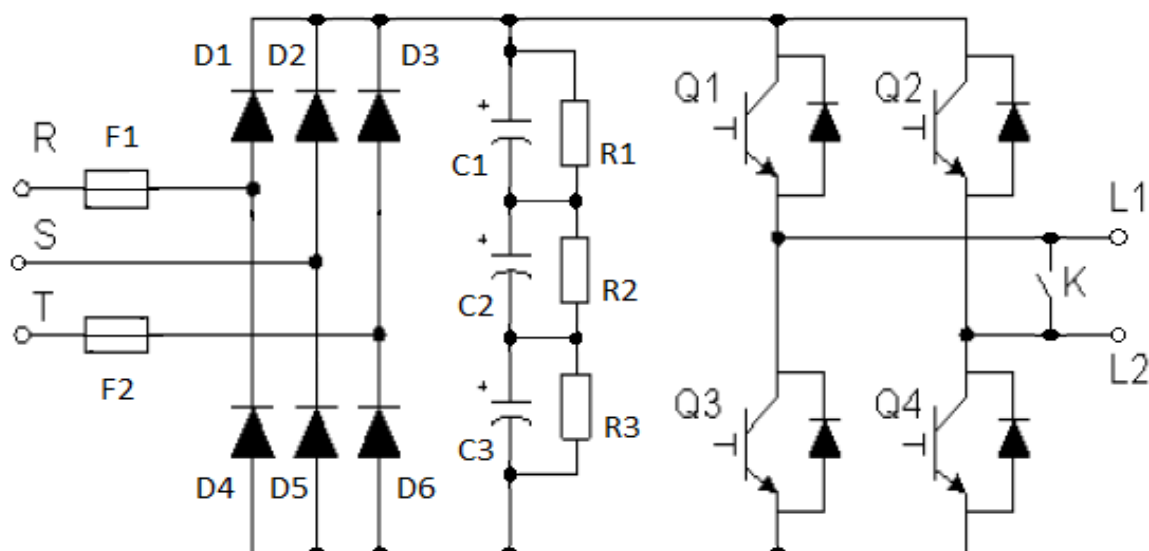 D1 D2 D3
R F1
S
T
F2
D4 D5 D6
+ C1 R1
+ C2 R2
+ C3 R3
Q1 Q2
Q3 Q4
L1
K
L2